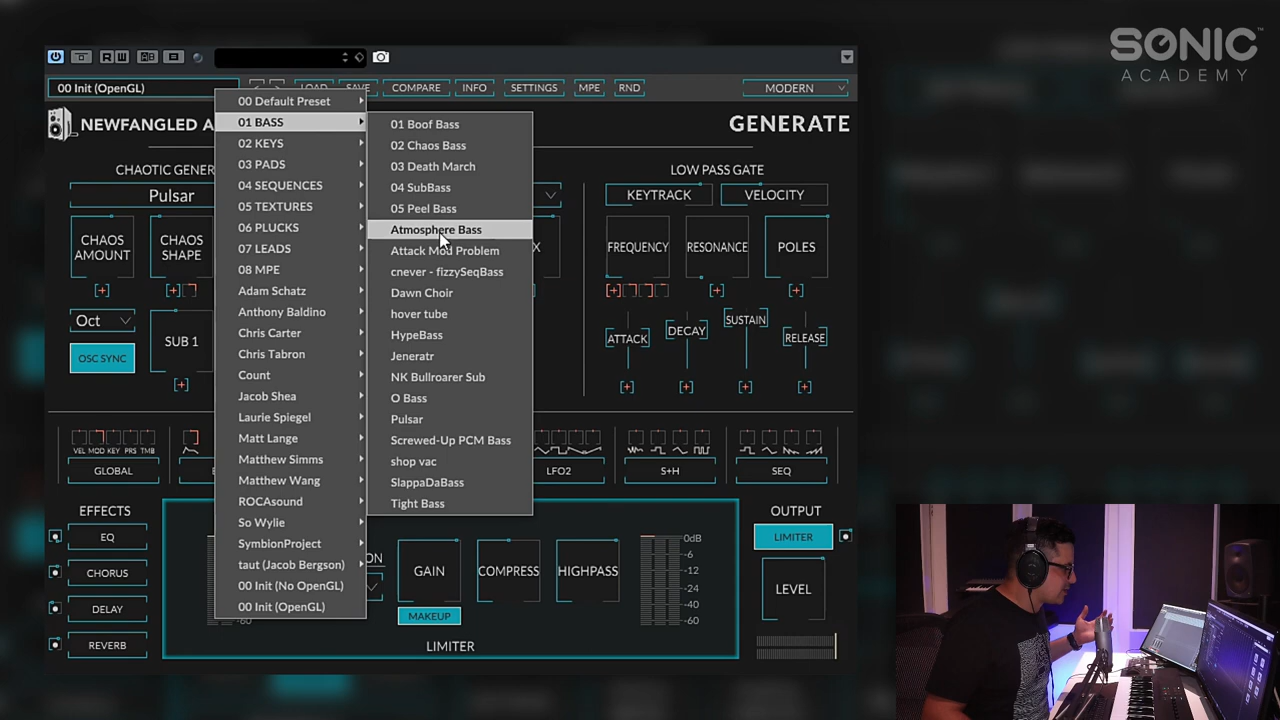 SONIC
ACADEMY
00 Init (OpenGL)
COMPARE
INFO
SETTINGS
MPE
RND
MODERN
NEWFANGLED A
GENERATE
CHAOTIC GENER
Pulsar
CHAOS AMOUNT
CHAOS SHAPE
Oct
OSC SYNC
SUB 1
00 Default Preset
01 BASS
02 KEYS
03 PADS
04 SEQUENCES
05 TEXTURES
06 PLUCKS
07 LEADS
08 MPE
Adam Schatz
Anthony Baldino
Chris Carter
Chris Tabron
Count
Jacob Shea
Laurie Spiegel
Matt Lange
Matthew Simms
Matthew Wang
ROCAsound
So Wylie
SymbionProject
taut (Jacob Bergson)
00 Init (No OpenGL)
00 Init (OpenGL)
01 Boof Bass
02 Chaos Bass
03 Death March
04 SubBass
05 Peel Bass
Atmosphere Bass
Attack Mod Problem
cnever - fizzySeqBass
Dawn Choir
hover tube
HypeBass
Jeneratr
NK Bullroarer Sub
O Bass
Pulsar
Screwed-Up PCM Bass
shop vac
SlappaDaBass
Tight Bass
LOW PASS GATE
KEYTRACK
VELOCITY
FREQUENCY
RESONANCE
POLES
ATTACK
DECAY
SUSTAIN
RELEASE
VEL MOD KEY PRS TMB
GLOBAL
LFO2
S+H
SEQ
EFFECTS
EQ
CHORUS
DELAY
REVERB
-60
ON
GAIN
COMPRESS
HIGHPASS
MAKEUP
0dB
-6
-12
-24
-40
-60
LIMITER
OUTPUT
LIMITER
LEVEL